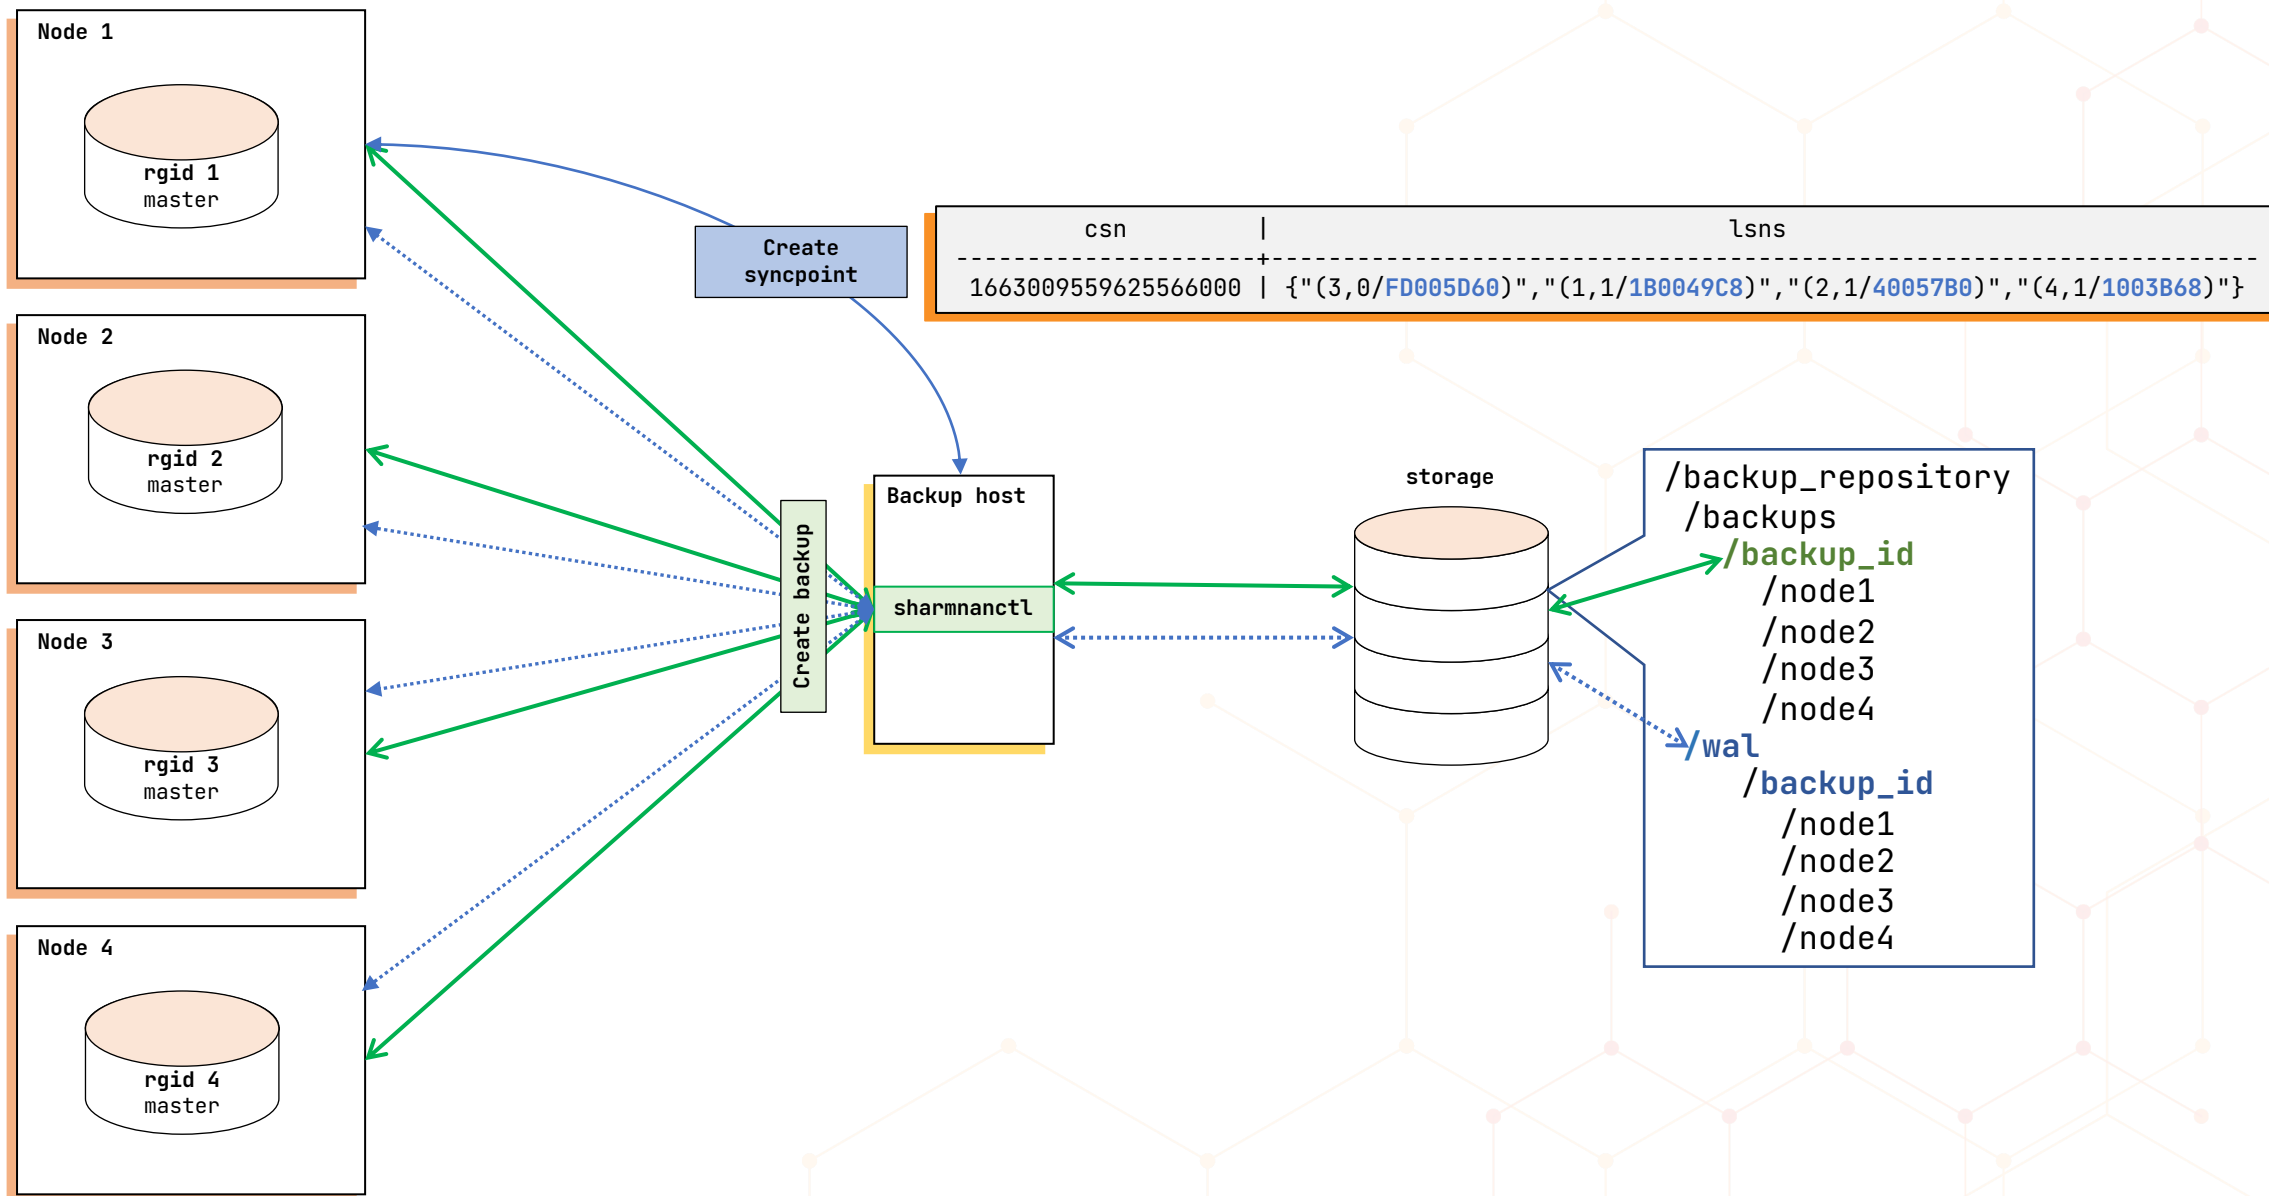 Node 1
rgid 1
master
Node 2
rgid 2
master
Node 3
rgid 3
master
Node 4
rgid 4
master
Create
syncpoint
csn | lsns
---------------------+---------------------------------------------------------------------
1663009559625566000 | {"(3,0/FD005D60)","(1,1/1B0049C8)","(2,1/40057B0)","(4,1/1003B68)"}
Create backup
Backup host
sharmnanctl
storage
/backup_repository
/backups
/backup_id
/node1
/node2
/node3
/node4
/wal
/backup_id
/node1
/node2
/node3
/node4